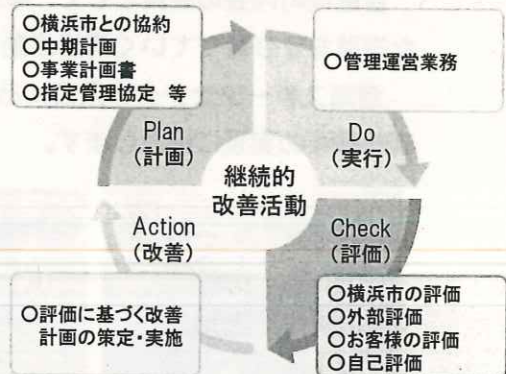 ○横浜市との協約
○中期計画
○事業計画書
○指定管理協定 等
○管理運営業務
Plan
(計画)
Do
(実行)
継続的
改善活動
Action
(改善)
Check
(評価)
○評価に基づく改善
計画の策定・実施
○横浜市の評価
○外部評価
○お客様の評価
○自己評価